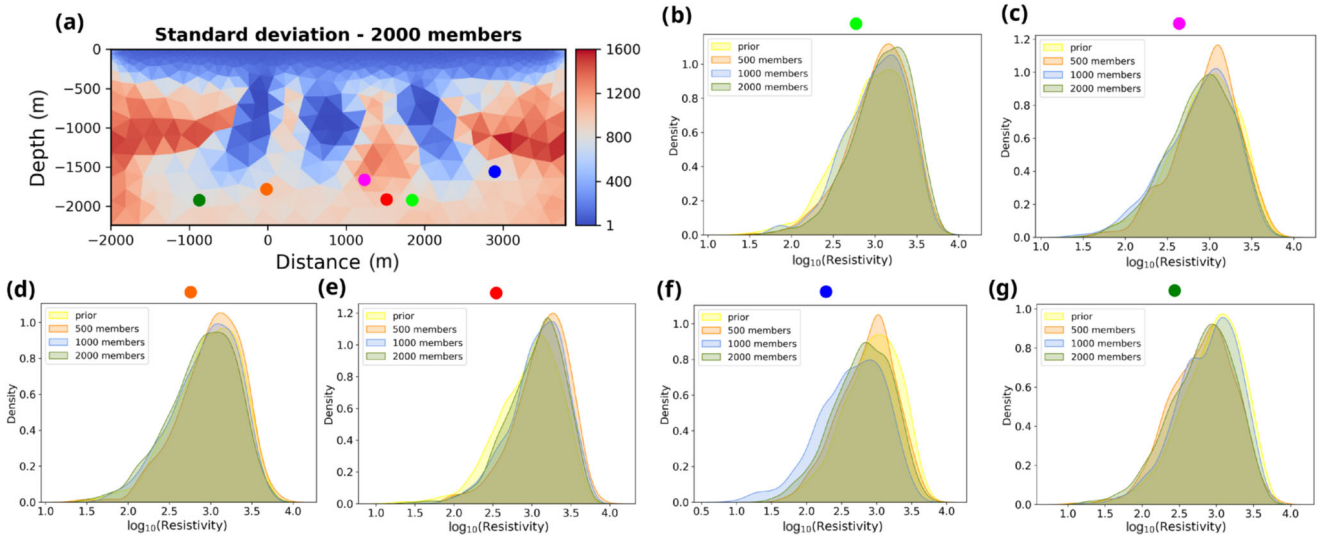 (a)
Standard deviation - 2000 members
Depth (m)
0
−500
−1000
−1500
−2000
−2000 −1000 0 1000 2000 3000
Distance (m)
1600
1200
800
400
1
(b)
prior
500 members
1000 members
2000 members
Density
1.0
0.8
0.6
0.4
0.2
0.0
1.0 1.5 2.0 2.5 3.0 3.5 4.0
log10(Resistivity)
(c)
prior
500 members
1000 members
2000 members
Density
1.2
1.0
0.8
0.6
0.4
0.2
0.0
1.0 1.5 2.0 2.5 3.0 3.5 4.0
log10(Resistivity)
(d)
prior
500 members
1000 members
2000 members
Density
1.0
0.8
0.6
0.4
0.2
0.0
1.0 1.5 2.0 2.5 3.0 3.5 4.0
log10(Resistivity)
(e)
prior
500 members
1000 members
2000 members
Density
1.2
1.0
0.8
0.6
0.4
0.2
0.0
1.0 1.5 2.0 2.5 3.0 3.5 4.0
log10(Resistivity)
(f)
prior
500 members
1000 members
2000 members
Density
1.0
0.8
0.6
0.4
0.2
0.0
0.5 1.0 1.5 2.0 2.5 3.0 3.5 4.0
log10(Resistivity)
(g)
prior
500 members
1000 members
2000 members
Density
1.0
0.8
0.6
0.4
0.2
0.0
1.0 1.5 2.0 2.5 3.0 3.5 4.0
log10(Resistivity)